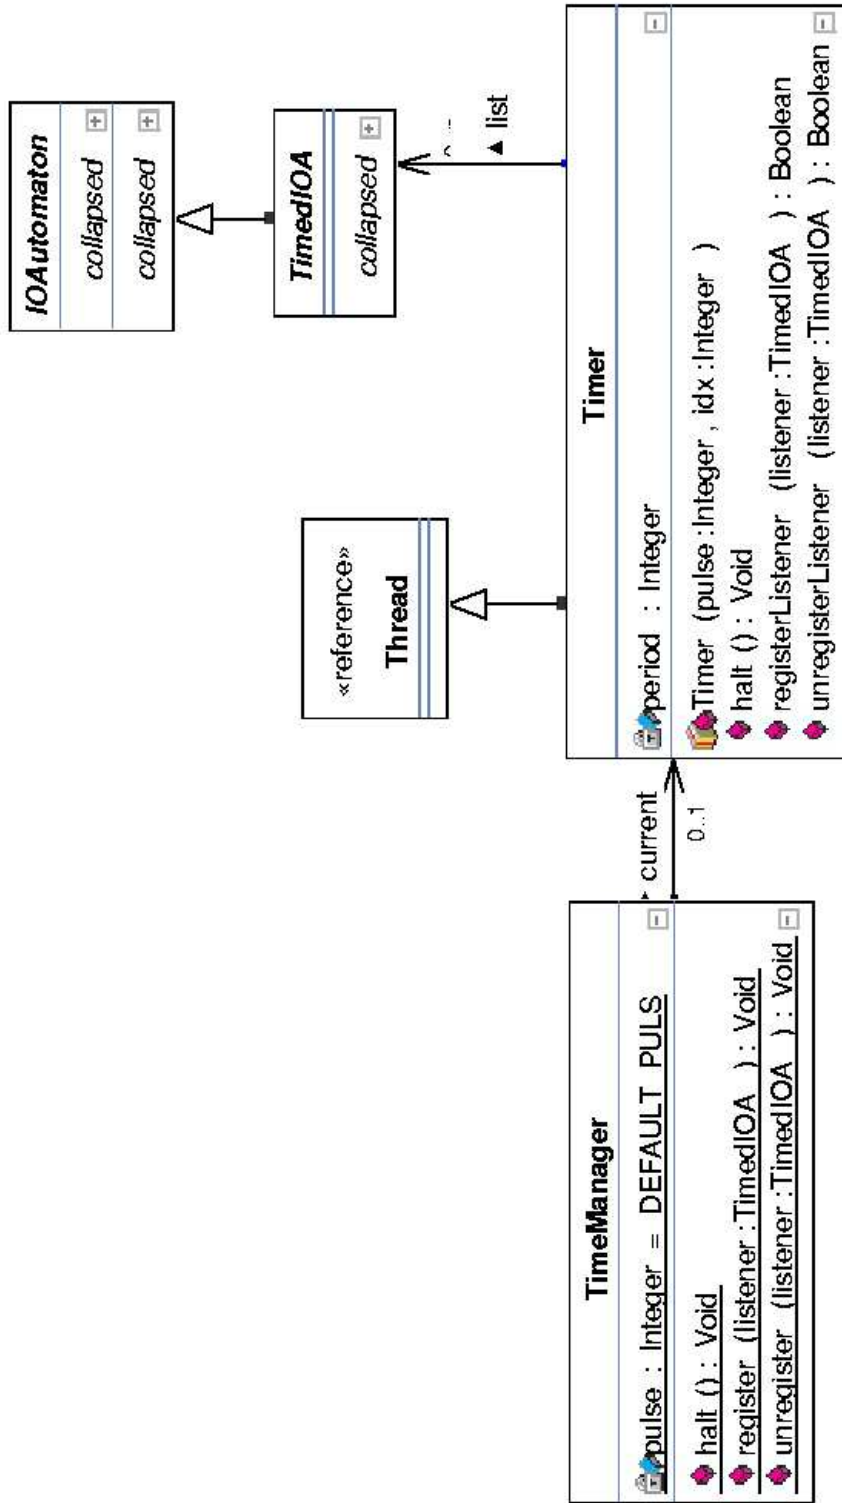 IOAutomaton
collapsed
collapsed
TimedIOA
collapsed
list
«reference»
Thread
Timer
period : Integer
Timer (pulse :Integer , idx :Integer )
halt () : Void
registerListener (listener :TimedIOA ) : Boolean
unregisterListener (listener :TimedIOA ) : Boolean
current
0..1
TimeManager
pulse : Integer = DEFAULT PULS
halt () : Void
register (listener :TimedIOA ) : Void
unregister (listener :TimedIOA ) : Void